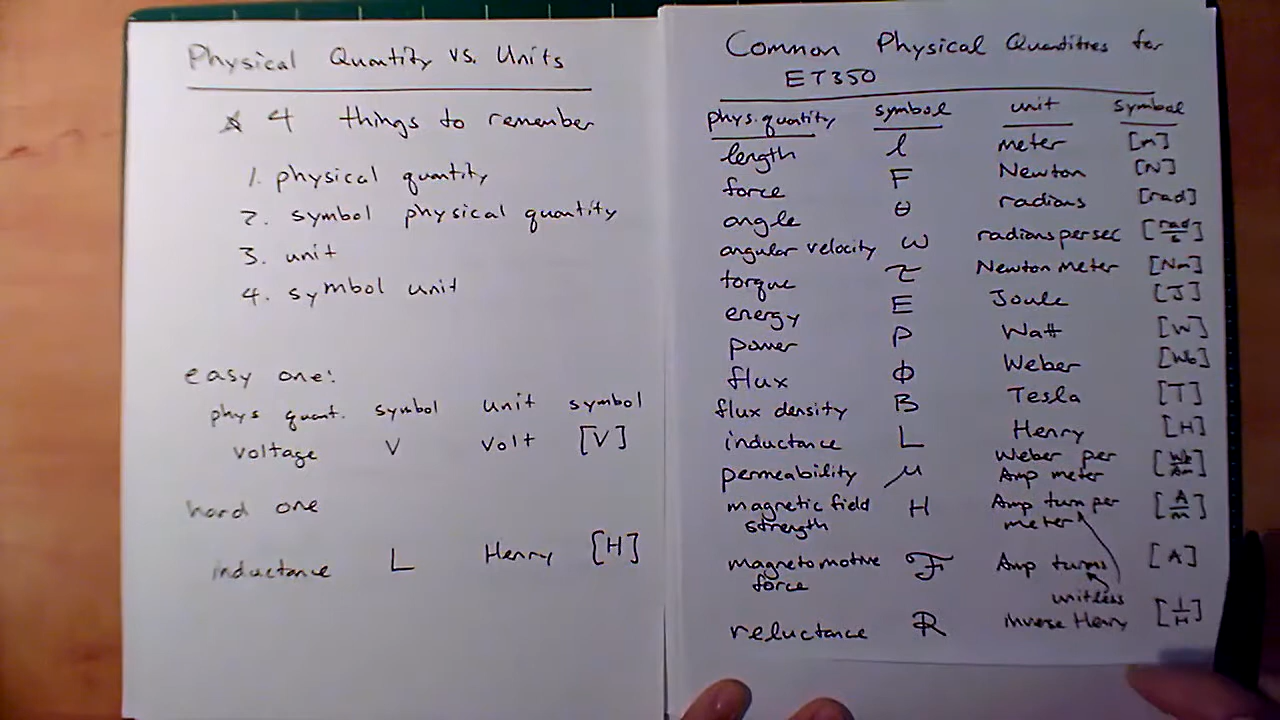 Physical Quantity vs. Units
☆ 4 things to remember
1. physical quantity
2. symbol physical quantity
3. unit
4. symbol unit
easy one:
phys quant. symbol unit symbol
voltage V volt [V]
hard one
inductance L Henry [H]
Common Physical Quantities for
ET350
phys. quantity symbol unit symbol
length l meter [m]
force F Newton [N]
angle θ radians [rad]
angular velocity ω radians per sec [rad/s]
torque τ Newton meter [Nm]
energy E Joule [J]
power P Watt [W]
flux ϕ Weber [Wb]
flux density B Tesla [T]
inductance L Henry [H]
permeability μ Weber per Amp meter [Wb/Am]
magnetic field strength H Amp turn per meter [A/m]
magnetomotive force ℱ Amp turns [A]
unitless
reluctance ℛ inverse Henry [1/H]